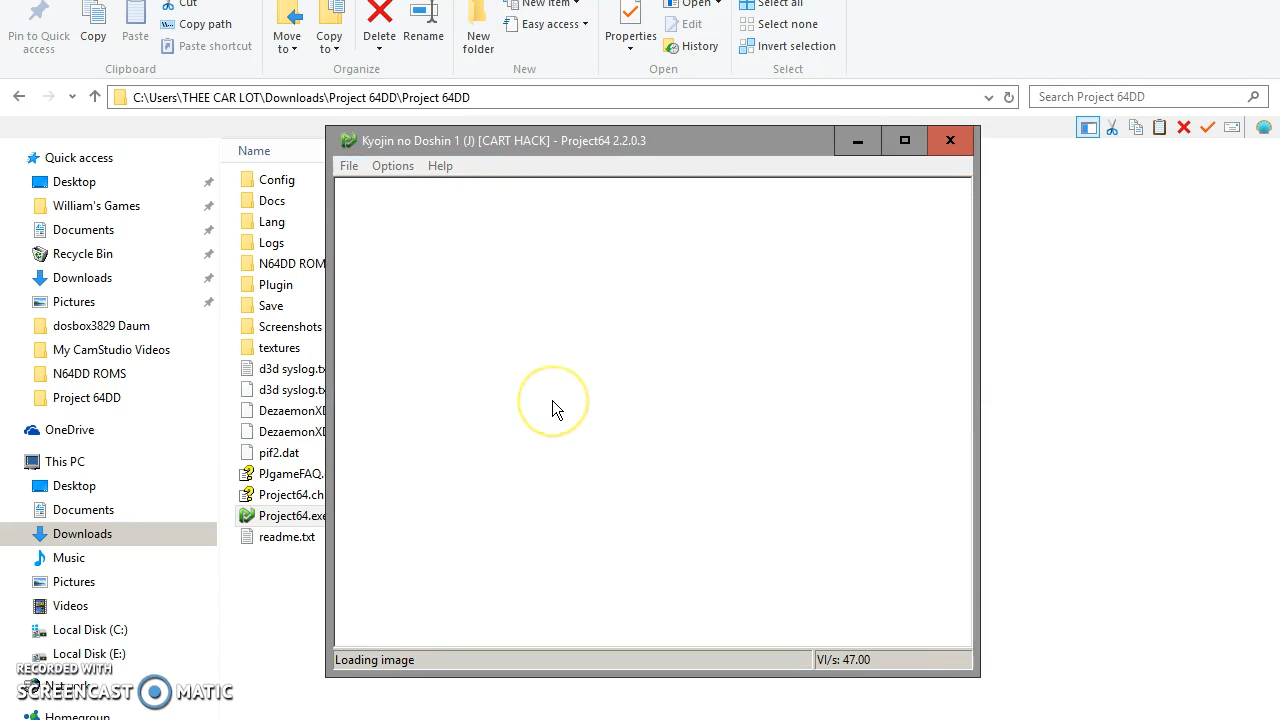 Cut
New item
Open
Select all
Pin to Quick access
Copy
Paste
Copy path
Paste shortcut
Move to
Copy to
Delete
Rename
New folder
Easy access
Properties
Edit
History
Select none
Invert selection
Clipboard
Organize
New
Open
Select
C:\Users\THEE CAR LOT\Downloads\Project 64DD\Project 64DD
Search Project 64DD
Kyojin no Doshin 1 (J) [CART HACK] - Project64 2.2.0.3
File Options Help
Quick access
Desktop
William's Games
Documents
Recycle Bin
Downloads
Pictures
dosbox3829 Daum
My CamStudio Videos
N64DD ROMS
Project 64DD
OneDrive
This PC
Desktop
Documents
Downloads
Music
Pictures
Videos
Local Disk (C:)
Local Disk (E:)
Homegroup
Name
Config
Docs
Lang
Logs
N64DD ROM
Plugin
Save
Screenshots
textures
d3d syslog.tx
d3d syslog.tx
DezaemonXD
DezaemonXD
pif2.dat
PJgameFAQ.
Project64.ch
Project64.exe
readme.txt
Loading image
VI/s: 47.00
RECORDED WITH
SCREENCAST MATIC